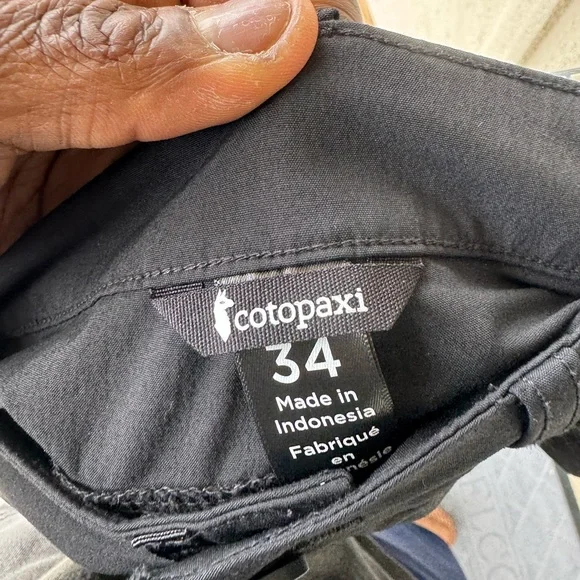 cotopaxi
34
Made in
Indonesia
Fabriqué
en